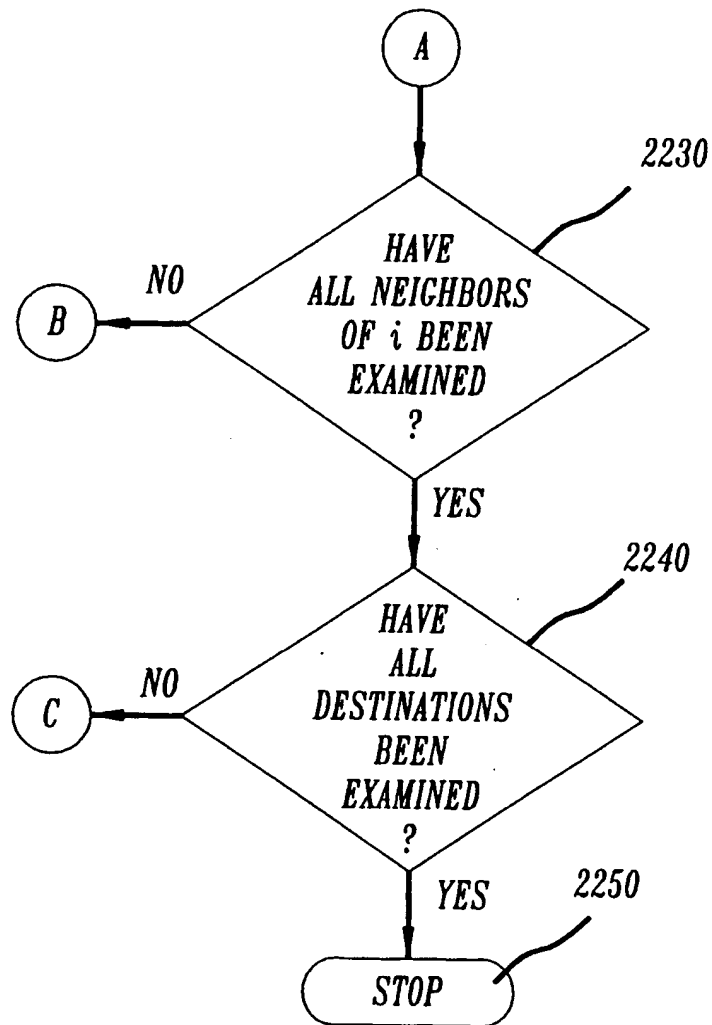 A
2230
HAVE
ALL NEIGHBORS
OF i BEEN
EXAMINED
?
NO
B
YES
2240
HAVE
ALL
DESTINATIONS
BEEN
EXAMINED
?
NO
C
YES
2250
STOP